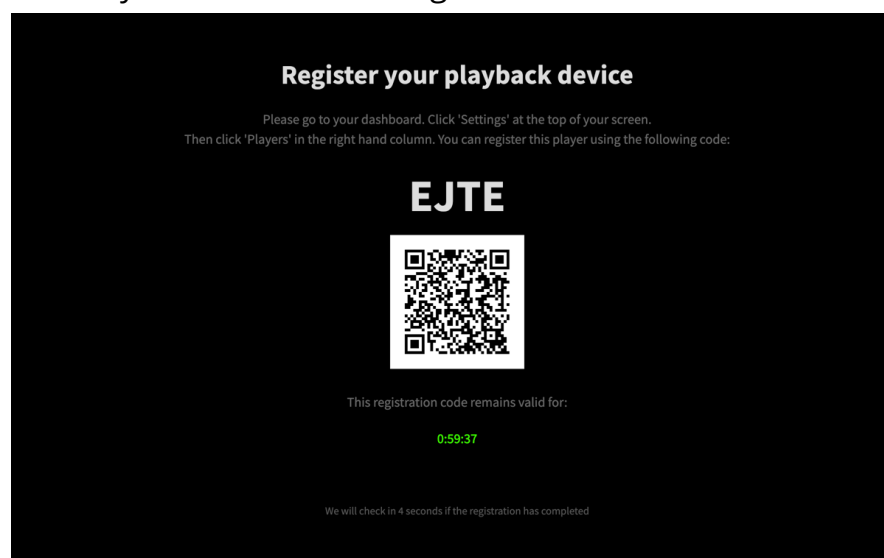 Register your playback device
Please go to your dashboard. Click 'Settings' at the top of your screen.
Then click 'Players' in the right hand column. You can register this player using the following code:
EJTE
This registration code remains valid for:
0:59:37
We will check in 4 seconds if the registration has completed